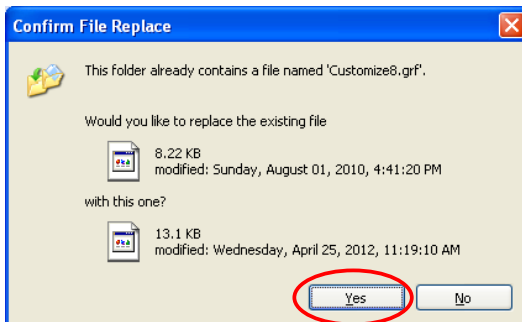 Confirm File Replace
This folder already contains a file named 'Customize8.grf'.
Would you like to replace the existing file
8.22 KB
modified: Sunday, August 01, 2010, 4:41:20 PM
with this one?
13.1 KB
modified: Wednesday, April 25, 2012, 11:19:10 AM
Yes No